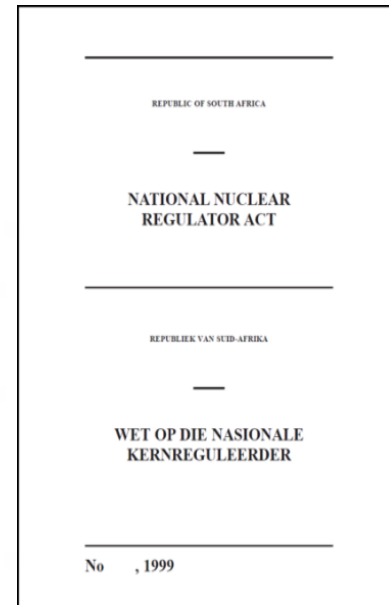 REPUBLIC OF SOUTH AFRICA
NATIONAL NUCLEAR
REGULATOR ACT
REPUBLIEK VAN SUID-AFRIKA
WET OP DIE NASIONALE
KERNREGULEERDER
No , 1999